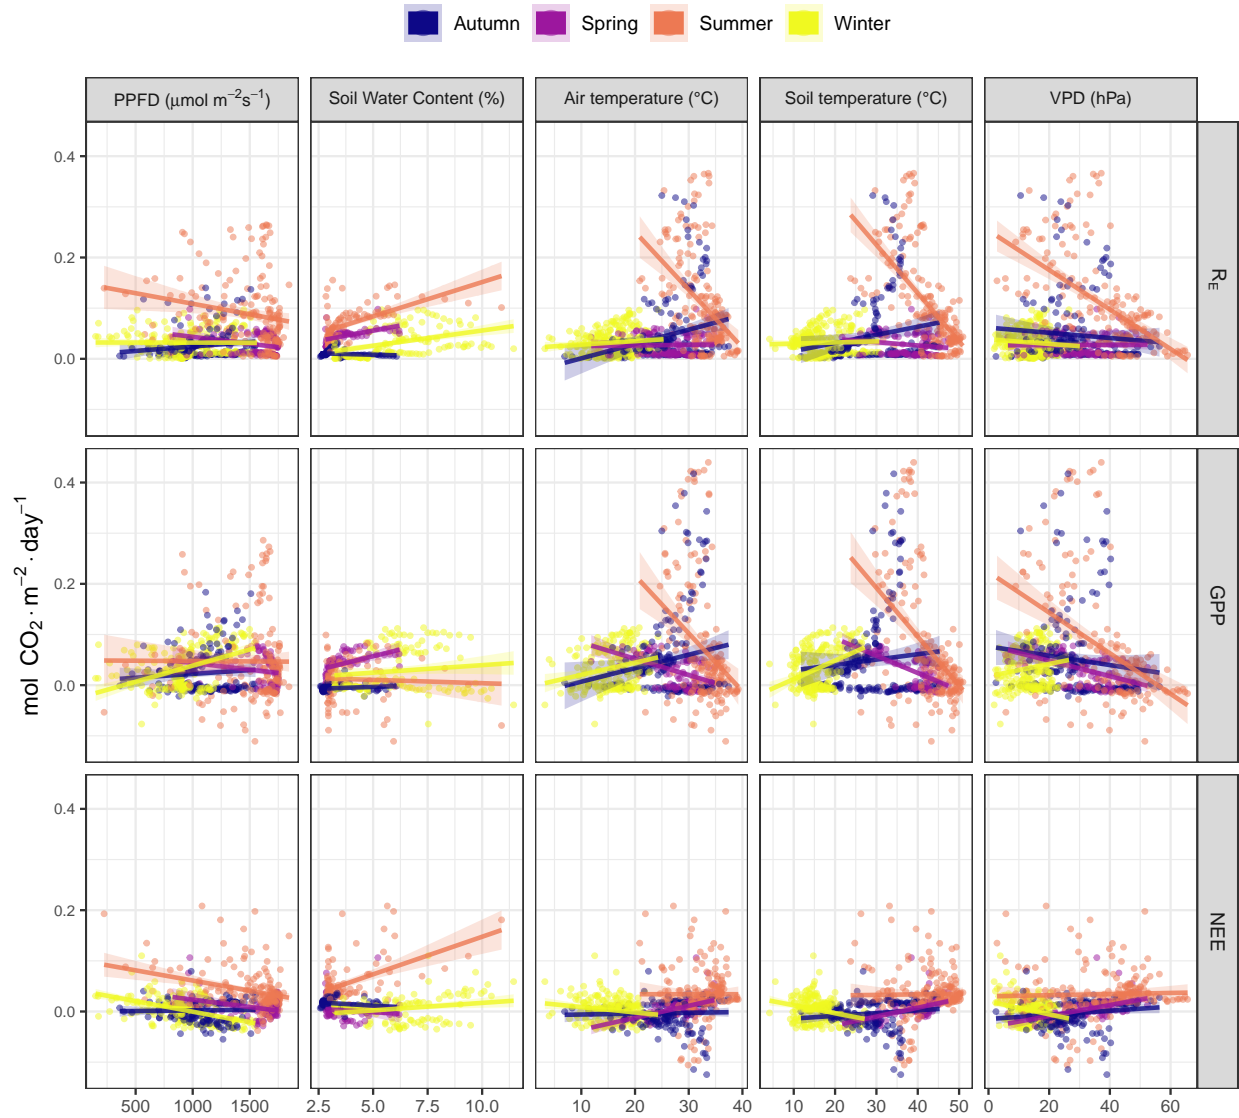 Autumn Spring Summer Winter
PPFD (μmol m⁻²s⁻¹) Soil Water Content (%) Air temperature (°C) Soil temperature (°C) VPD (hPa)
0.4
0.2
0.0
R_E
0.4
0.2
0.0
GPP
mol CO₂ · m⁻² · day⁻¹
0.4
0.2
0.0
NEE
500 1000 1500 2.5 5.0 7.5 10.0 10 20 30 40 10 20 30 40 50 0 20 40 60